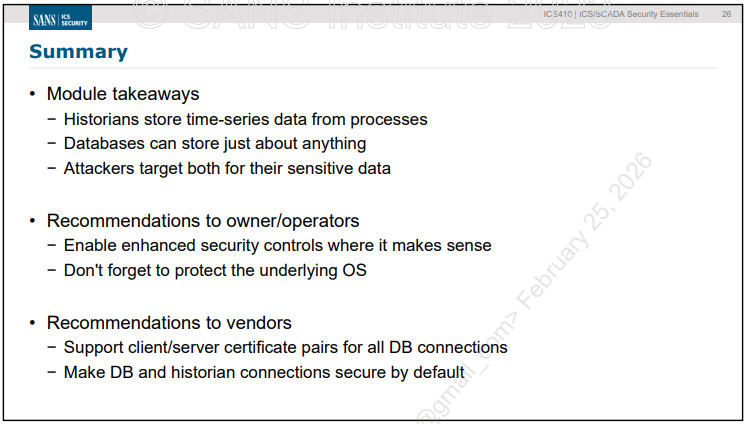 SANS | ICS SECURITY
© SANS Institute 2026
ICS410 | ICS/SCADA Security Essentials 26
Summary
• Module takeaways
− Historians store time-series data from processes
− Databases can store just about anything
− Attackers target both for their sensitive data
• Recommendations to owner/operators
− Enable enhanced security controls where it makes sense
− Don't forget to protect the underlying OS
• Recommendations to vendors
− Support client/server certificate pairs for all DB connections
− Make DB and historian connections secure by default
@gmail_com> February 25, 2026